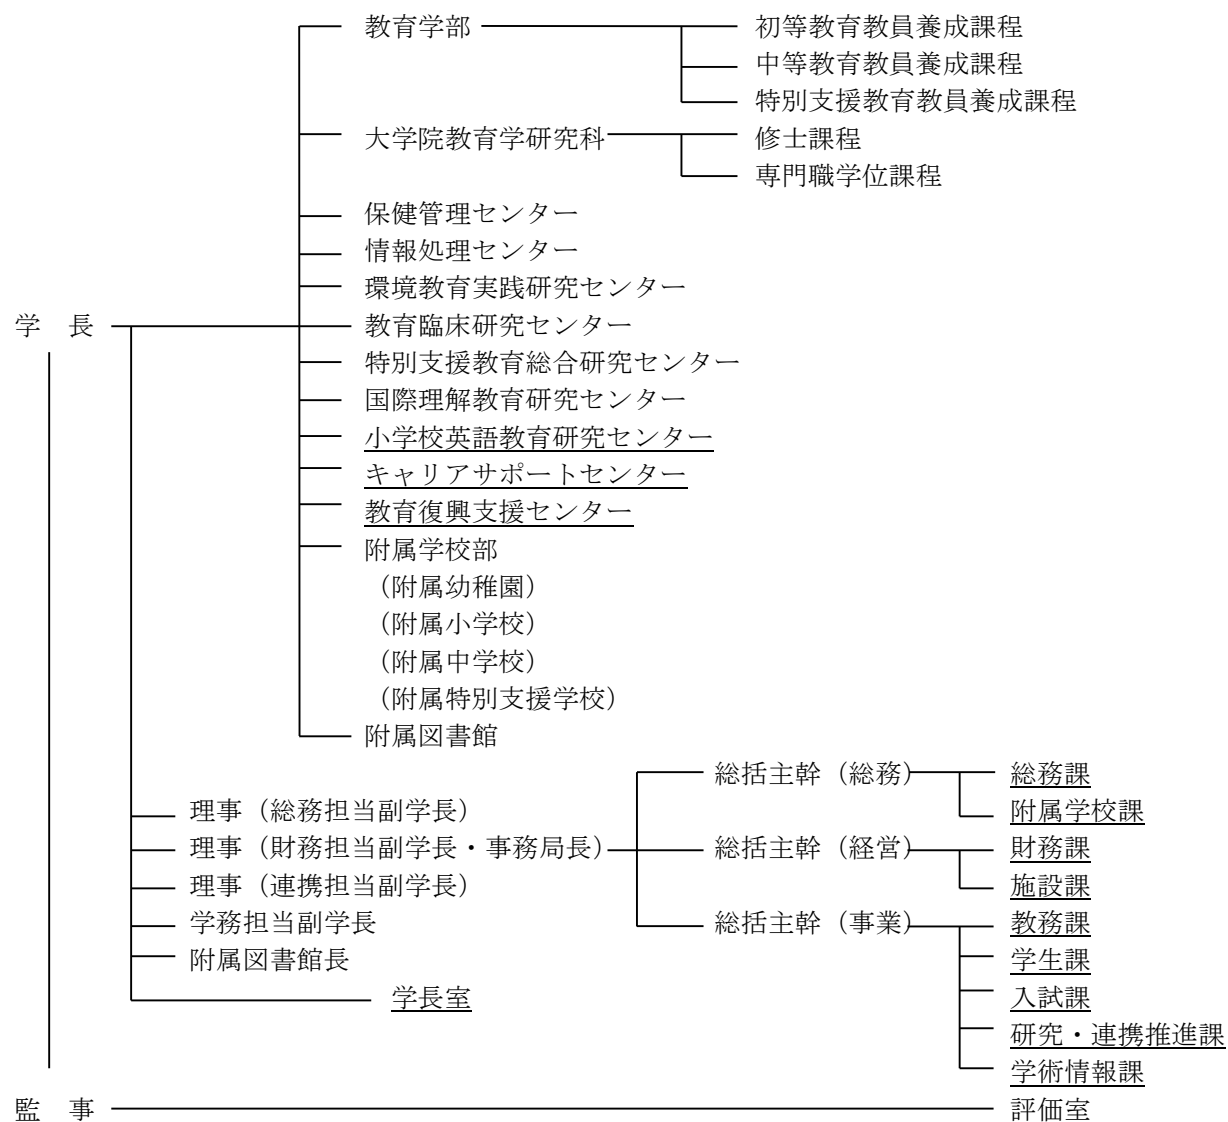 教育学部 初等教育教員養成課程
中等教育教員養成課程
特別支援教育教員養成課程
大学院教育学研究科 修士課程
専門職学位課程
保健管理センター
情報処理センター
環境教育実践研究センター
学 長 教育臨床研究センター
特別支援教育総合研究センター
国際理解教育研究センター
小学校英語教育研究センター
キャリアサポートセンター
教育復興支援センター
附属学校部
（附属幼稚園）
（附属小学校）
（附属中学校）
（附属特別支援学校）
附属図書館
総括主幹（総務） 総務課
理事（総務担当副学長） 附属学校課
理事（財務担当副学長・事務局長） 総括主幹（経営） 財務課
理事（連携担当副学長） 施設課
学務担当副学長 総括主幹（事業） 教務課
附属図書館長 学生課
学長室 入試課
研究・連携推進課
学術情報課
監 事 評価室